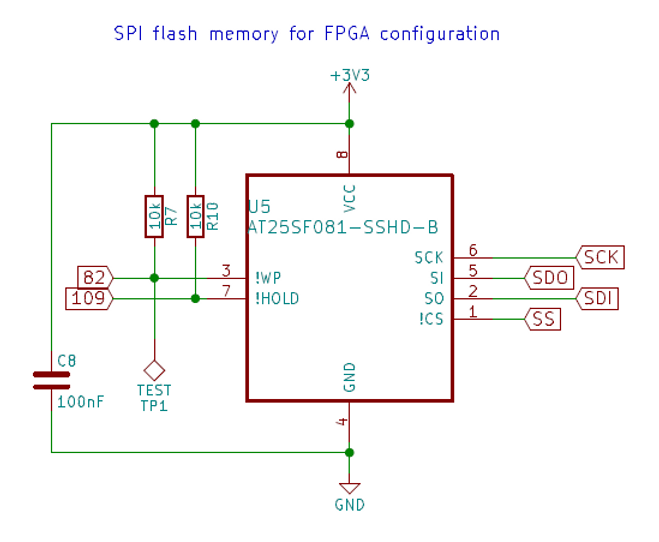 SPI flash memory for FPGA configuration
+3V3
8
VCC
10k
R7
10k
R10
U5
AT25SF081-SSHD-B
SCK
6
SCK
82
3
!WP
SI
5
SDO
109
7
!HOLD
SO
2
SDI
!CS
1
SS
C8
100nF
TEST
TP1
GND
4
GND